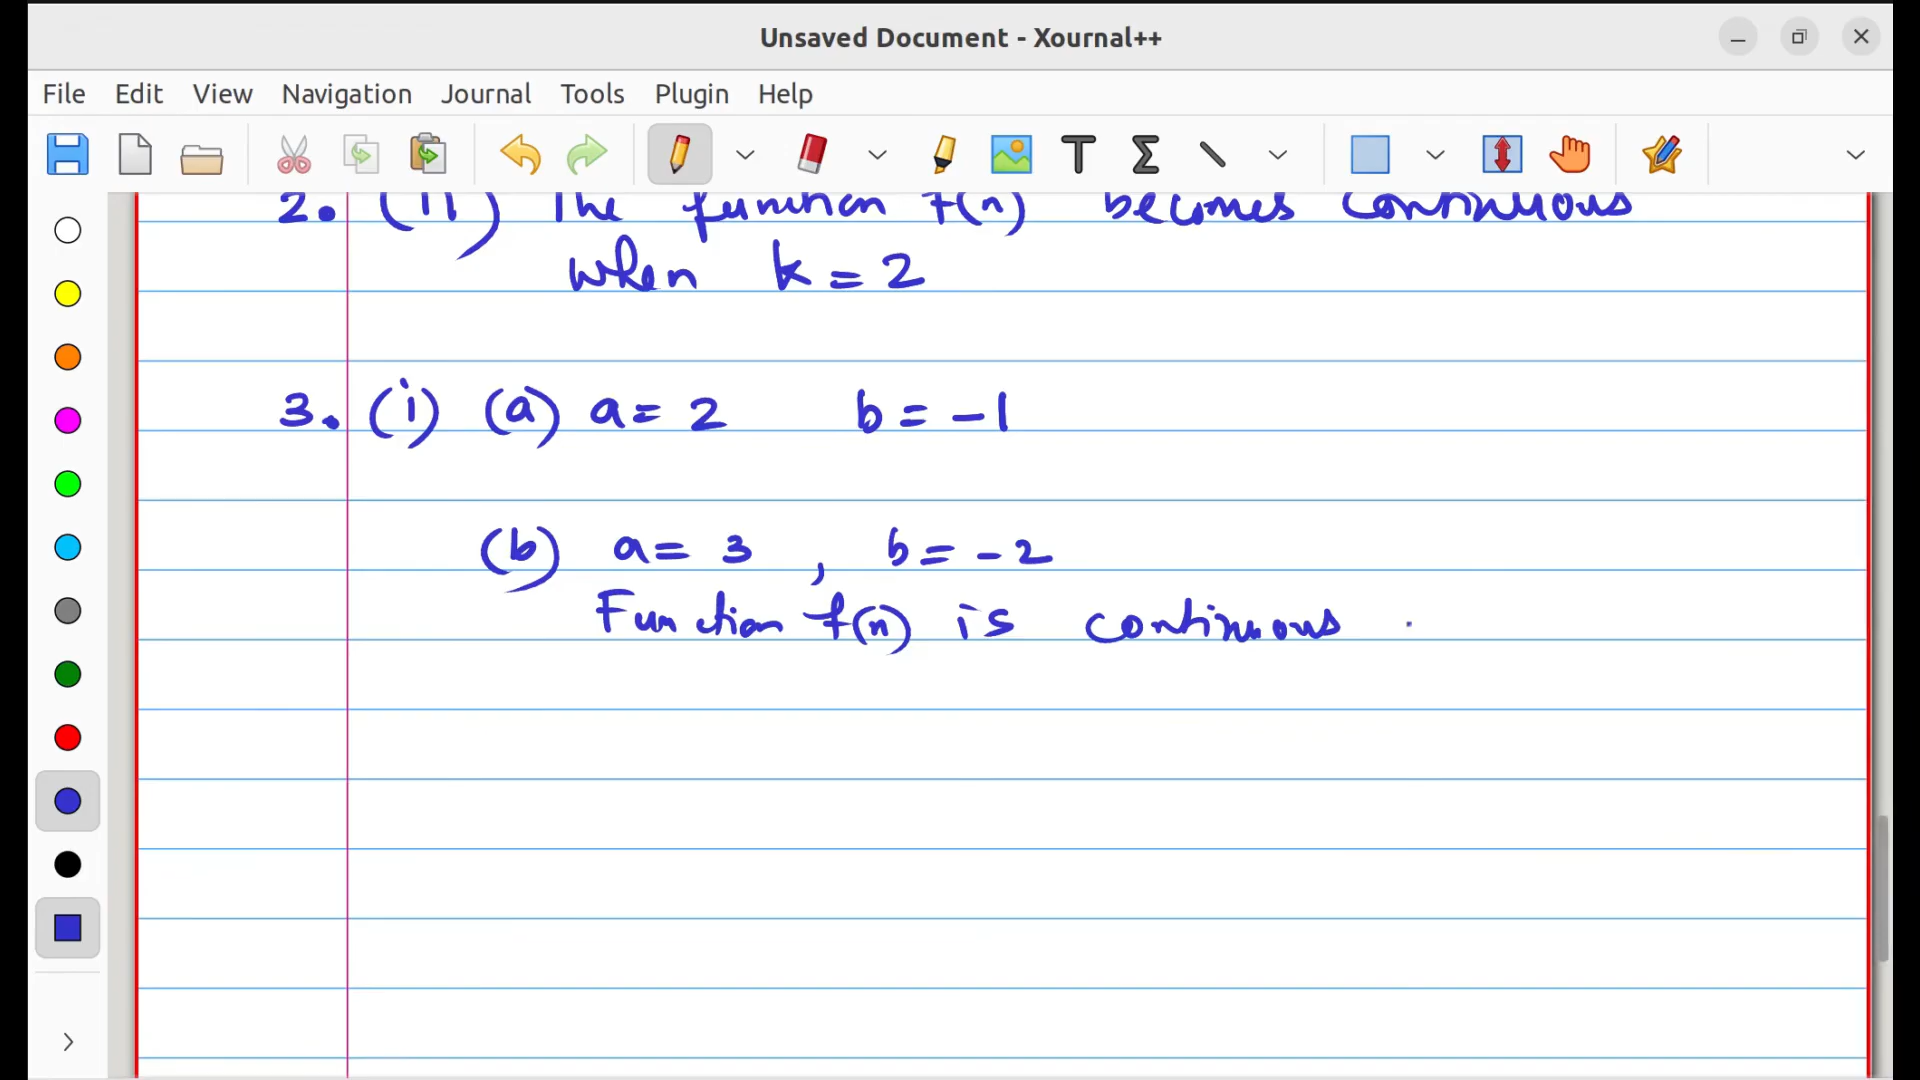 Unsaved Document - Xournal++
File Edit View Navigation Journal Tools Plugin Help
2. (ii) The function f(n) becomes continuous
when k = 2
3. (i) (a) a = 2 b = -1
(b) a = 3 , b = -2
Function f(n) is continuous .